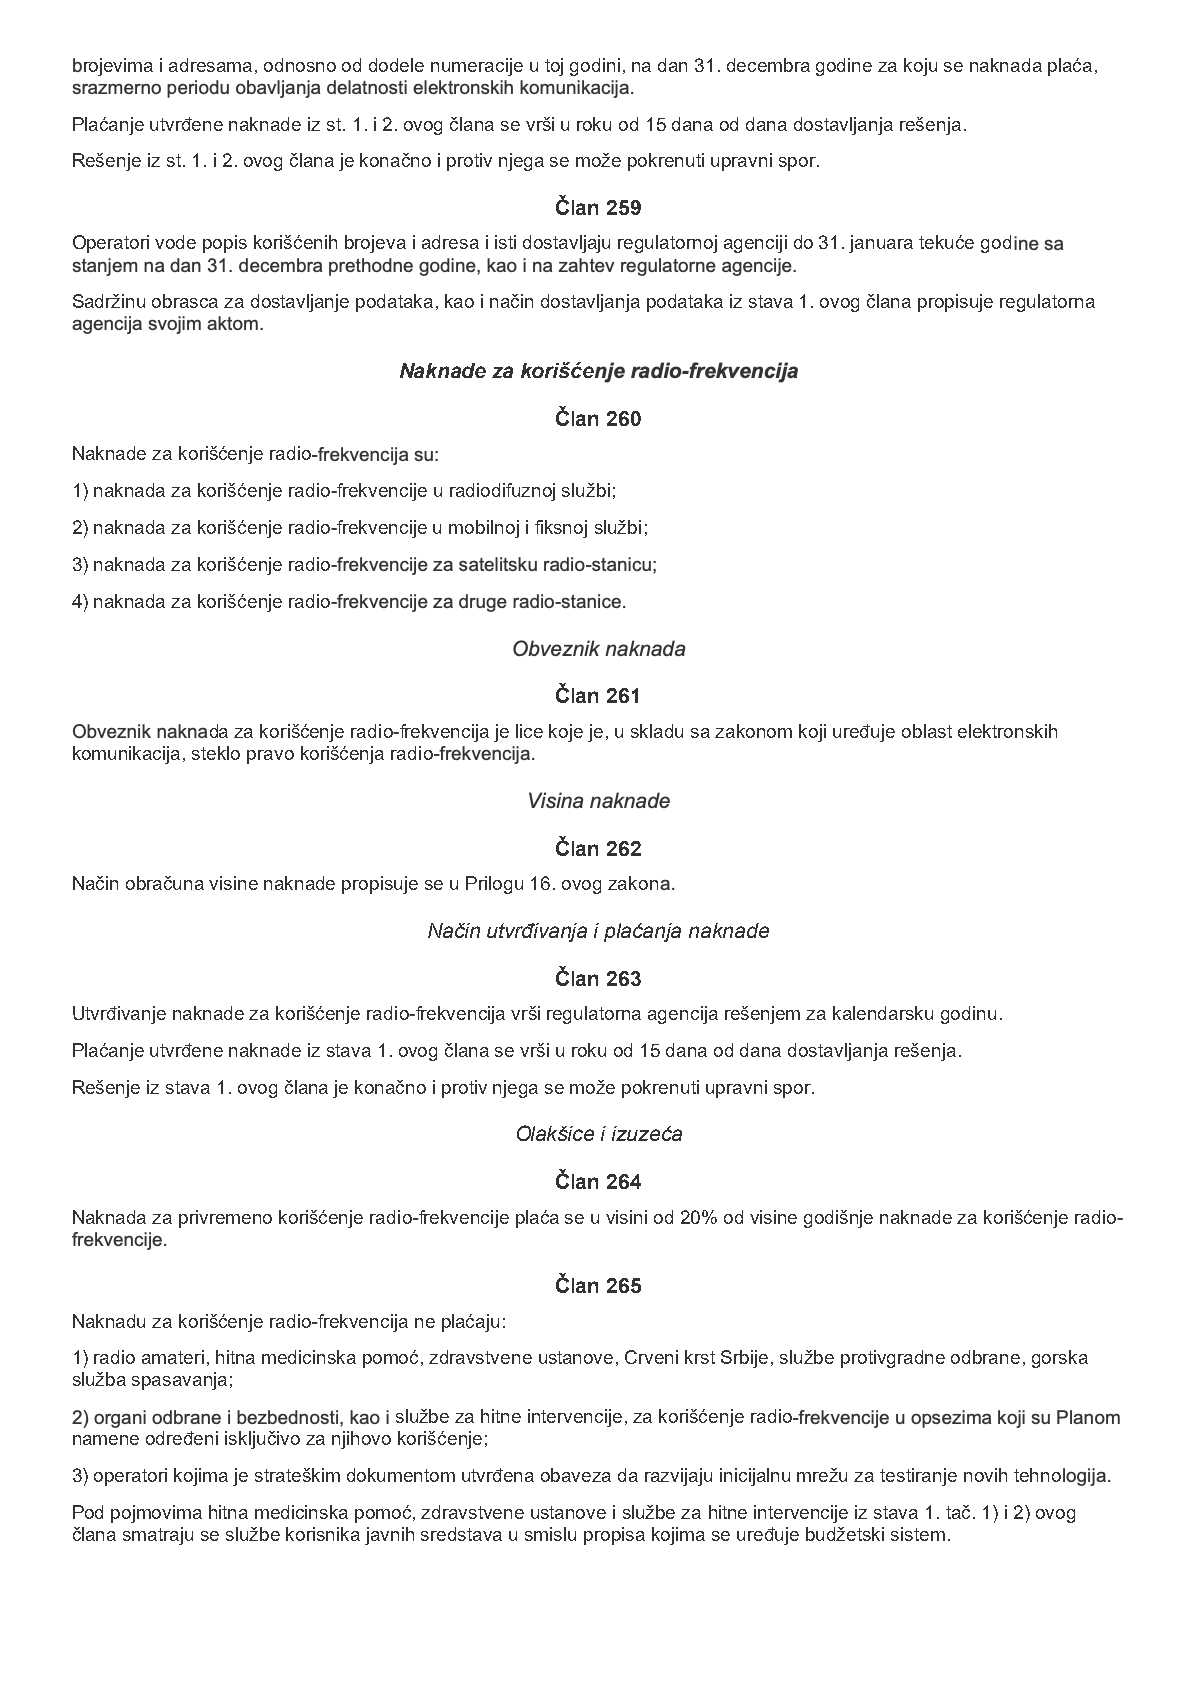 brojevima i adresama, odnosno od dodele numeracije u toj godini, na dan 31. decembra godine za koju se naknada plaća,
srazmerno periodu obavljanja delatnosti elektronskih komunikacija.
Plaćanje utvrđene naknade iz st. 1. i 2. ovog člana se vrši u roku od 15 dana od dana dostavljanja rešenja.
Rešenje iz st. 1. i 2. ovog člana je konačno i protiv njega se može pokrenuti upravni spor.
Član 259
Operatori vode popis korišćenih brojeva i adresa i isti dostavljaju regulatornoj agenciji do 31. januara tekuće godine sa
stanjem na dan 31. decembra prethodne godine, kao i na zahtev regulatorne agencije.
Sadržinu obrasca za dostavljanje podataka, kao i način dostavljanja podataka iz stava 1. ovog člana propisuje regulatorna
agencija svojim aktom.
Naknade za korišćenje radio-frekvencija
Član 260
Naknade za korišćenje radio-frekvencija su:
1) naknada za korišćenje radio-frekvencije u radiodifuznoj službi;
2) naknada za korišćenje radio-frekvencije u mobilnoj i fiksnoj službi;
3) naknada za korišćenje radio-frekvencije za satelitsku radio-stanicu;
4) naknada za korišćenje radio-frekvencije za druge radio-stanice.
Obveznik naknada
Član 261
Obveznik naknada za korišćenje radio-frekvencija je lice koje je, u skladu sa zakonom koji uređuje oblast elektronskih
komunikacija, steklo pravo korišćenja radio-frekvencija.
Visina naknade
Član 262
Način obračuna visine naknade propisuje se u Prilogu 16. ovog zakona.
Način utvrđivanja i plaćanja naknade
Član 263
Utvrđivanje naknade za korišćenje radio-frekvencija vrši regulatorna agencija rešenjem za kalendarsku godinu.
Plaćanje utvrđene naknade iz stava 1. ovog člana se vrši u roku od 15 dana od dana dostavljanja rešenja.
Rešenje iz stava 1. ovog člana je konačno i protiv njega se može pokrenuti upravni spor.
Olakšice i izuzeća
Član 264
Naknada za privremeno korišćenje radio-frekvencije plaća se u visini od 20% od visine godišnje naknade za korišćenje radio-
frekvencije.
Član 265
Naknadu za korišćenje radio-frekvencija ne plaćaju:
1) radio amateri, hitna medicinska pomoć, zdravstvene ustanove, Crveni krst Srbije, službe protivgradne odbrane, gorska
služba spasavanja;
2) organi odbrane i bezbednosti, kao i službe za hitne intervencije, za korišćenje radio-frekvencije u opsezima koji su Planom
namene određeni isključivo za njihovo korišćenje;
3) operatori kojima je strateškim dokumentom utvrđena obaveza da razvijaju inicijalnu mrežu za testiranje novih tehnologija.
Pod pojmovima hitna medicinska pomoć, zdravstvene ustanove i službe za hitne intervencije iz stava 1. tač. 1) i 2) ovog
člana smatraju se službe korisnika javnih sredstava u smislu propisa kojima se uređuje budžetski sistem.